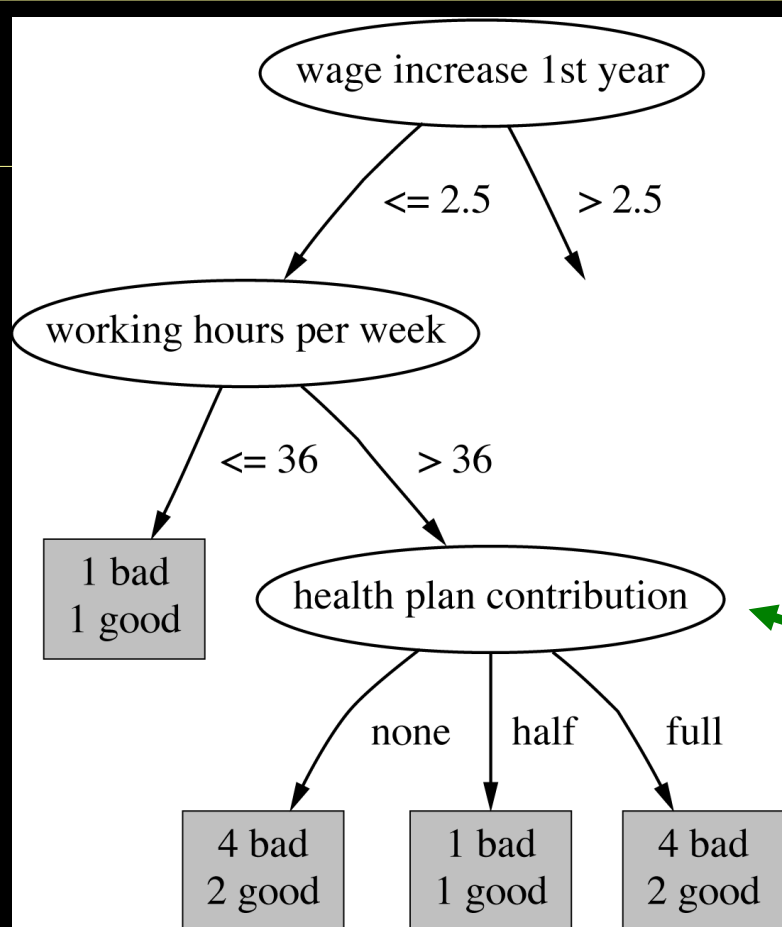 wage increase 1st year
<= 2.5
> 2.5
working hours per week
<= 36
> 36
1 bad
1 good
health plan contribution
none
half
full
4 bad
2 good
1 bad
1 good
4 bad
2 good